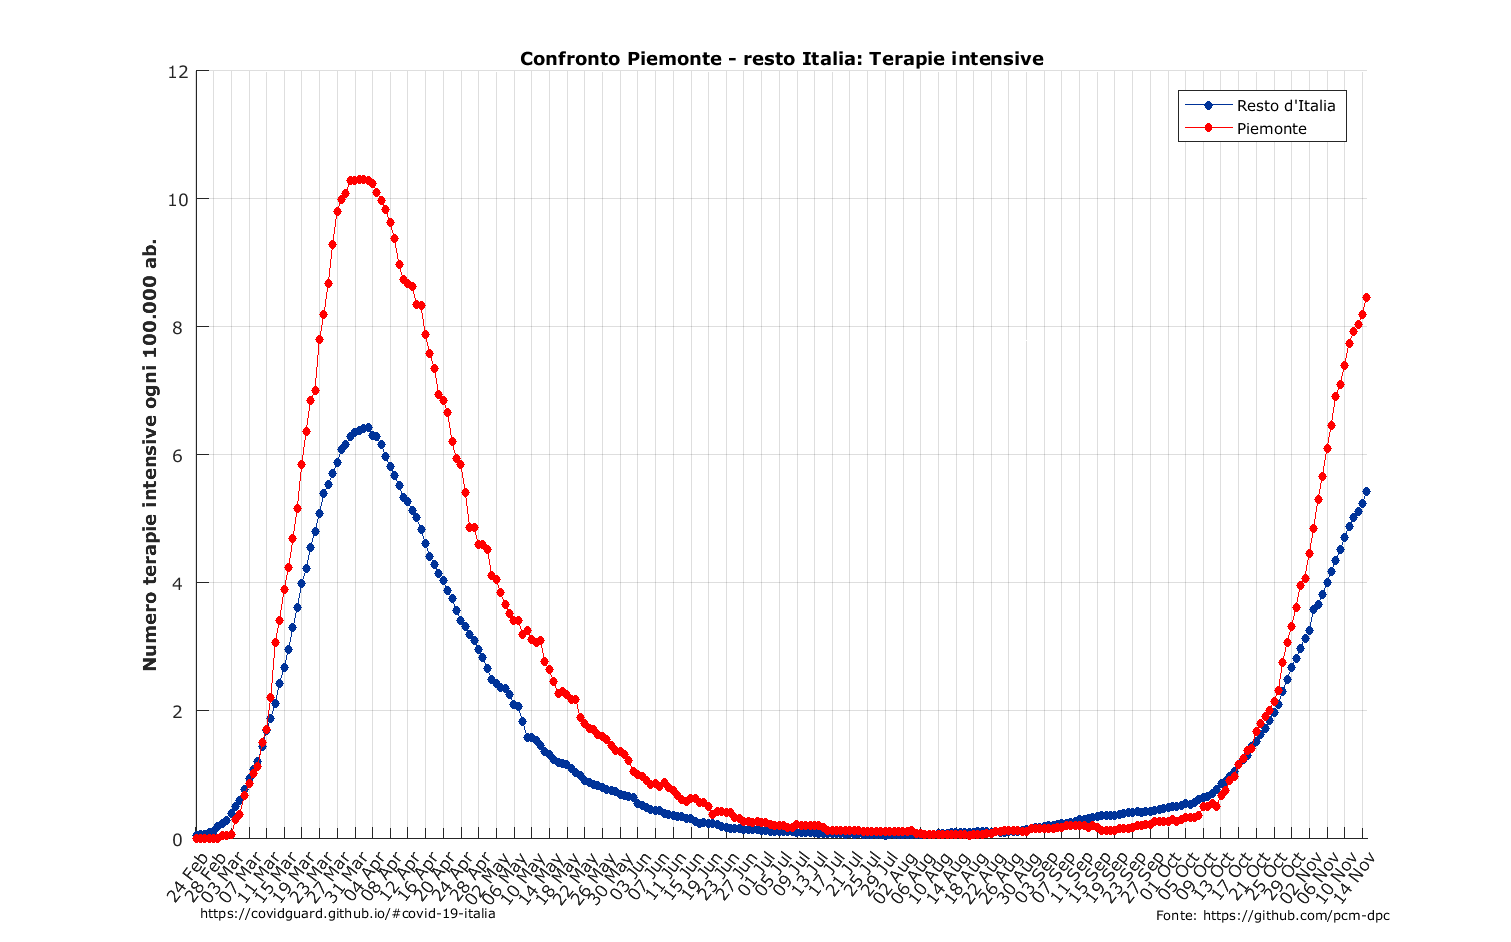 Confronto Piemonte - resto Italia: Terapie intensive
Resto d'Italia
Piemonte
Numero terapie intensive ogni 100.000 ab.
12
10
8
6
4
2
0
24 Feb
28 Feb
03 Mar
07 Mar
11 Mar
15 Mar
19 Mar
23 Mar
27 Mar
31 Mar
04 Apr
08 Apr
12 Apr
16 Apr
20 Apr
24 Apr
28 Apr
02 May
06 May
10 May
14 May
18 May
22 May
26 May
30 May
03 Jun
07 Jun
11 Jun
15 Jun
19 Jun
23 Jun
27 Jun
01 Jul
05 Jul
09 Jul
13 Jul
17 Jul
21 Jul
25 Jul
29 Jul
02 Aug
06 Aug
10 Aug
14 Aug
18 Aug
22 Aug
26 Aug
30 Aug
03 Sep
07 Sep
11 Sep
15 Sep
19 Sep
23 Sep
27 Sep
01 Oct
05 Oct
09 Oct
13 Oct
17 Oct
21 Oct
25 Oct
29 Oct
02 Nov
06 Nov
10 Nov
14 Nov
https://covidguard.github.io/#covid-19-italia
Fonte: https://github.com/pcm-dpc